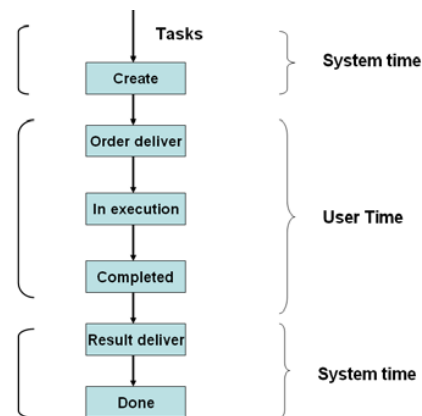 Tasks
System time
Create
Order deliver
In execution
User Time
Completed
Result deliver
System time
Done